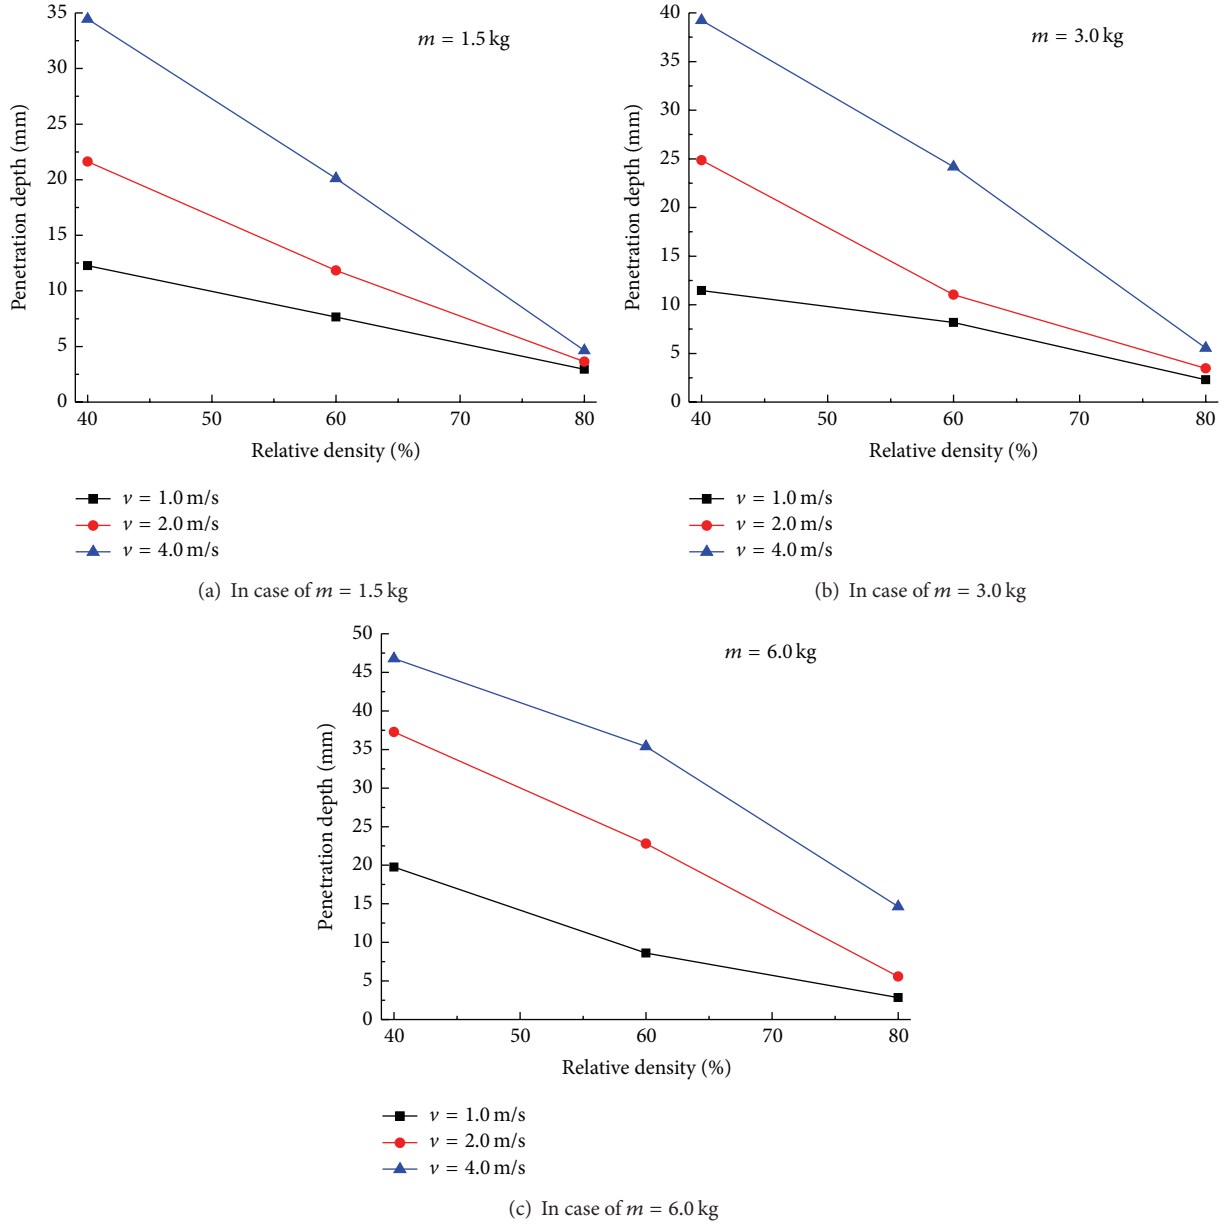 35
30
25
20
15
10
5
0
Penetration depth (mm)
m = 1.5 kg
40 50 60 70 80
Relative density (%)
v = 1.0 m/s
v = 2.0 m/s
v = 4.0 m/s
(a) In case of m = 1.5 kg
40
35
30
25
20
15
10
5
0
Penetration depth (mm)
m = 3.0 kg
40 50 60 70 80
Relative density (%)
v = 1.0 m/s
v = 2.0 m/s
v = 4.0 m/s
(b) In case of m = 3.0 kg
50
45
40
35
30
25
20
15
10
5
0
Penetration depth (mm)
m = 6.0 kg
40 50 60 70 80
Relative density (%)
v = 1.0 m/s
v = 2.0 m/s
v = 4.0 m/s
(c) In case of m = 6.0 kg